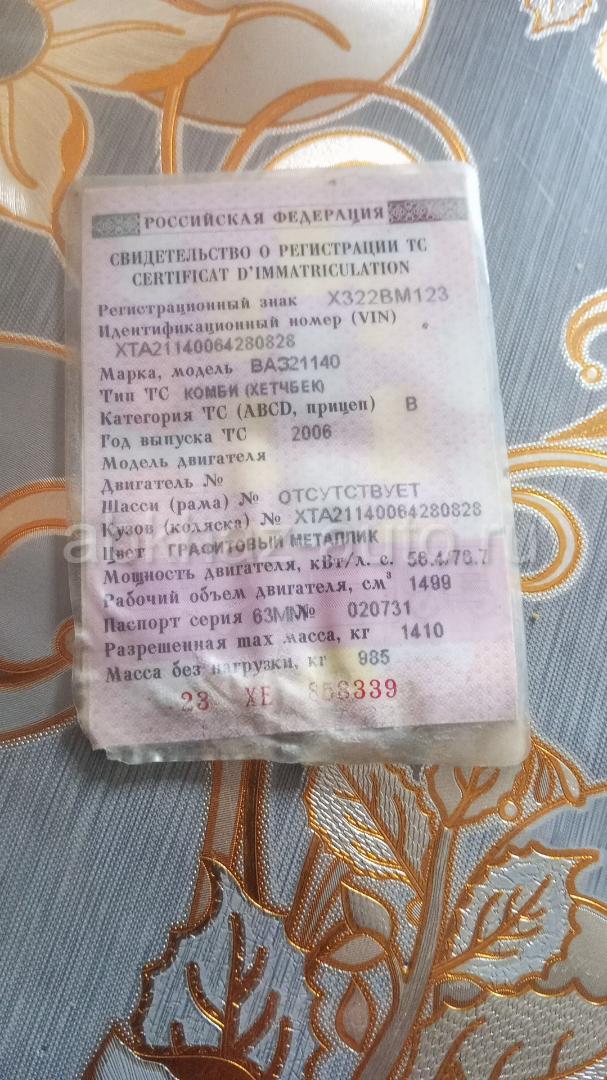 РОССИЙСКАЯ ФЕДЕРАЦИЯ
СВИДЕТЕЛЬСТВО О РЕГИСТРАЦИИ ТС
CERTIFICAT D'IMMATRICULATION
Регистрационный знак Х322ВМ123
Идентификационный номер (VIN)
XTA21140064280828
Марка, модель ВАЗ21140
Тип ТС КОМБИ (ХЕТЧБЕК)
Категория ТС (ABCD, прицеп) В
Год выпуска ТС 2006
Модель двигателя
Двигатель №
Шасси (рама) № ОТСУТСТВУЕТ
Кузов (коляска) № XTA21140064280828
Цвет ГРАФИТОВЫЙ МЕТАЛЛИК
Мощность двигателя, кВт/л. с. 56.4/76.7
Рабочий объем двигателя, см³ 1499
Паспорт серия 63ММ№ 020731
Разрешенная max масса, кг 1410
Масса без нагрузки, кг 985
23 ХЕ 858339